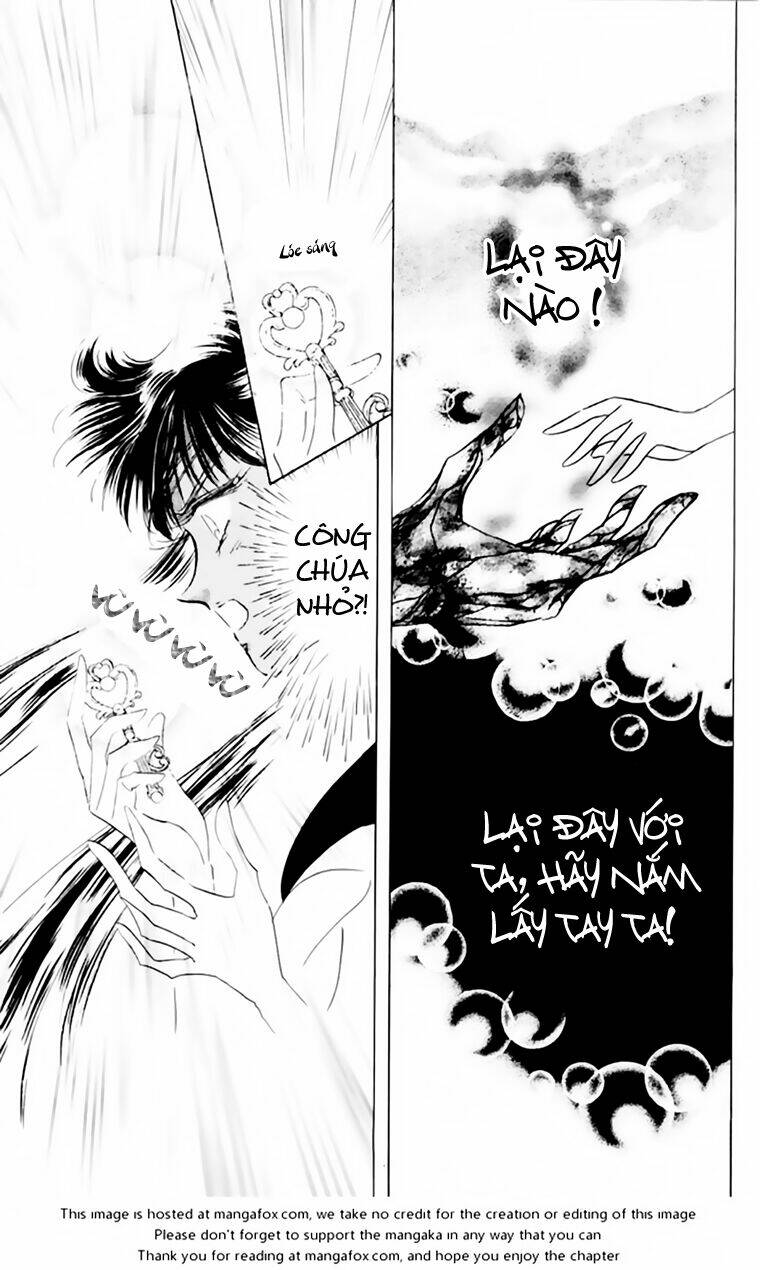 LẠI ĐÂY
NÀO!
LẠI ĐÂY VỚI
TA, HÃY NẮM
LẤY TAY TA!
Lóe sáng
CÔNG
CHÚA
NHỎ?!
VÙ VÙ VÙ VÙ
This image is hosted at mangafox.com, we take no credit for the creation or editing of this image
Please don't forget to support the mangaka in any way that you can
Thank you for reading at mangafox.com, and hope you enjoy the chapter